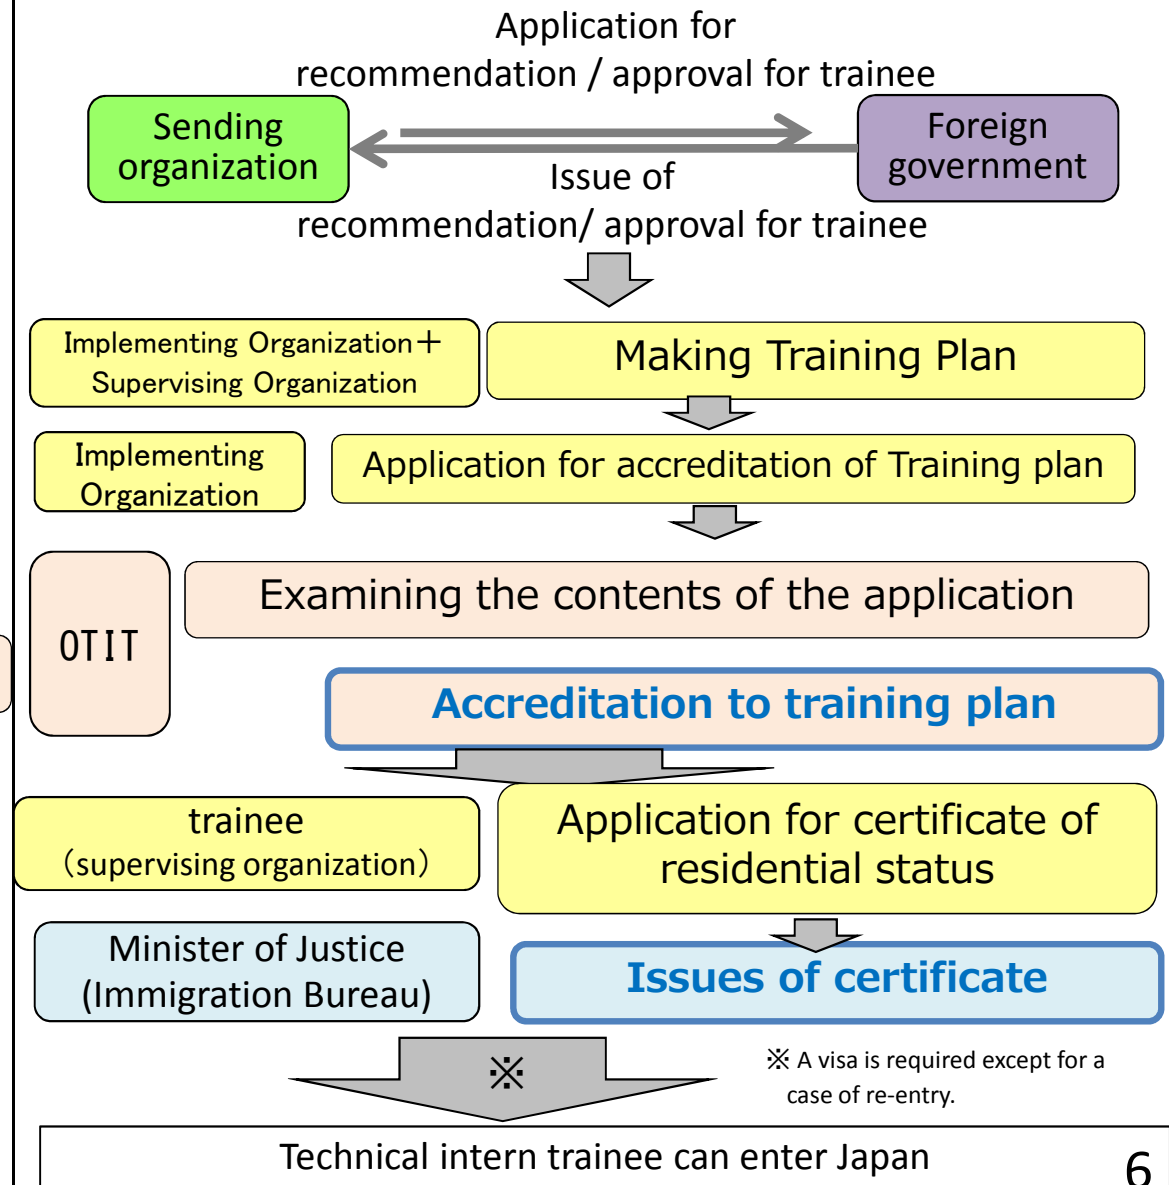 Application for
recommendation / approval for trainee
Sending
organization
Foreign
government
Issue of
recommendation/ approval for trainee
Implementing Organization＋
Supervising Organization
Making Training Plan
Implementing
Organization
Application for accreditation of Training plan
OTIT
Examining the contents of the application
Accreditation to training plan
trainee
（supervising organization）
Application for certificate of
residential status
Minister of Justice
(Immigration Bureau)
Issues of certificate
※
※ A visa is required except for a
case of re-entry.
Technical intern trainee can enter Japan
6